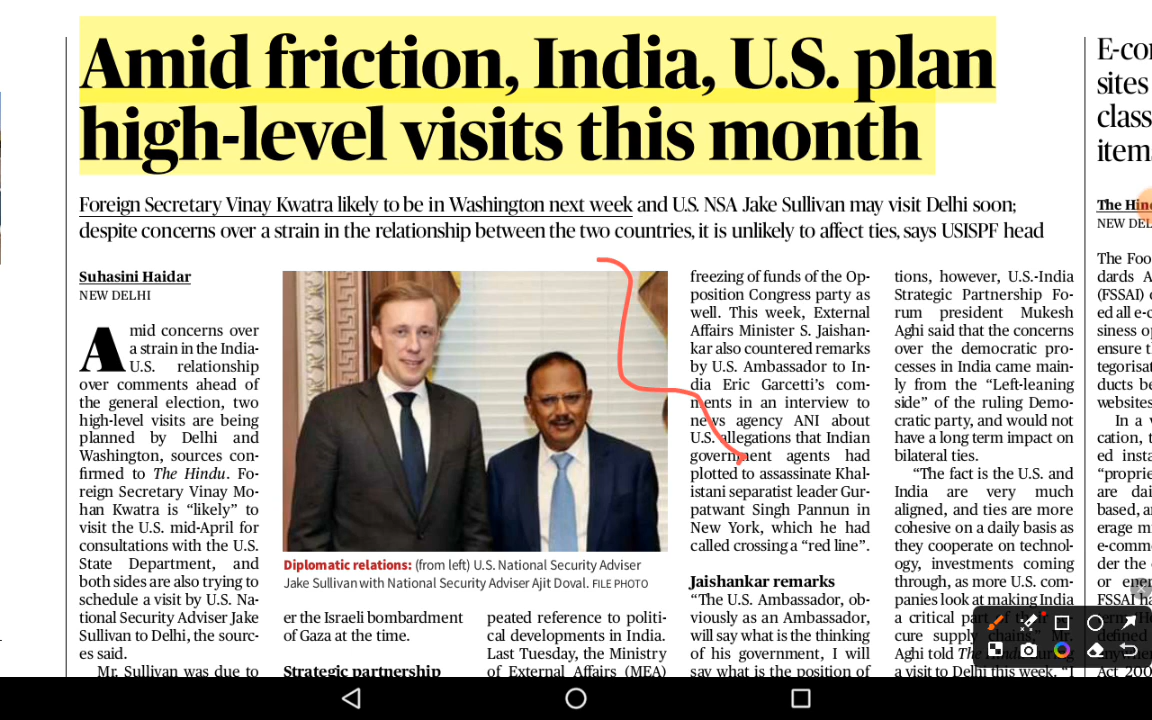 Amid friction, India, U.S. plan
high-level visits this month
Foreign Secretary Vinay Kwatra likely to be in Washington next week and U.S. NSA Jake Sullivan may visit Delhi soon;
despite concerns over a strain in the relationship between the two countries, it is unlikely to affect ties, says USISPF head
Suhasini Haidar
NEW DELHI
Amid concerns over
a strain in the India-
U.S. relationship
over comments ahead of
the general election, two
high-level visits are being
planned by Delhi and
Washington, sources con-
firmed to The Hindu. Fo-
reign Secretary Vinay Mo-
han Kwatra is “likely” to
visit the U.S. mid-April for
consultations with the U.S.
State Department, and
both sides are also trying to
schedule a visit by U.S. Na-
tional Security Adviser Jake
Sullivan to Delhi, the sourc-
es said.
Mr. Sullivan was due to
Diplomatic relations: (from left) U.S. National Security Adviser
Jake Sullivan with National Security Adviser Ajit Doval. FILE PHOTO
er the Israeli bombardment
of Gaza at the time.
Strategic partnership
peated reference to politi-
cal developments in India.
Last Tuesday, the Ministry
of External Affairs (MEA)
freezing of funds of the Op-
position Congress party as
well. This week, External
Affairs Minister S. Jaishan-
kar also countered remarks
by U.S. Ambassador to In-
dia Eric Garcetti’s com-
ments in an interview to
news agency ANI about
U.S. allegations that Indian
government agents had
plotted to assassinate Khal-
istani separatist leader Gur-
patwant Singh Pannun in
New York, which he had
called crossing a “red line”.
Jaishankar remarks
“The U.S. Ambassador, ob-
viously as an Ambassador,
will say what is the thinking
of his government, I will
say what is the position of
tions, however, U.S.-India
Strategic Partnership Fo-
rum president Mukesh
Aghi said that the concerns
over the democratic pro-
cesses in India came main-
ly from the “Left-leaning
side” of the ruling Demo-
cratic party, and would not
have a long term impact on
bilateral ties.
“The fact is the U.S. and
India are very much
aligned, and ties are more
cohesive on a daily basis as
they cooperate on technol-
ogy, investments coming
through, as more U.S. com-
panies look at making India
a critical part of their se-
cure supply chains,” Mr.
Aghi told The Hindu during
a visit to Delhi this week. “I
E-co
sites
class
item
The Hin
NEW DEL
The Foo
dards A
(FSSAI)
ed all e-c
siness op
ensure t
tegorisat
ducts be
websites
In a
cation, t
ed insta
“proprie
are dai
based, a
erage m
e-comm
der the
or ener
FSSAI ha
Act 200